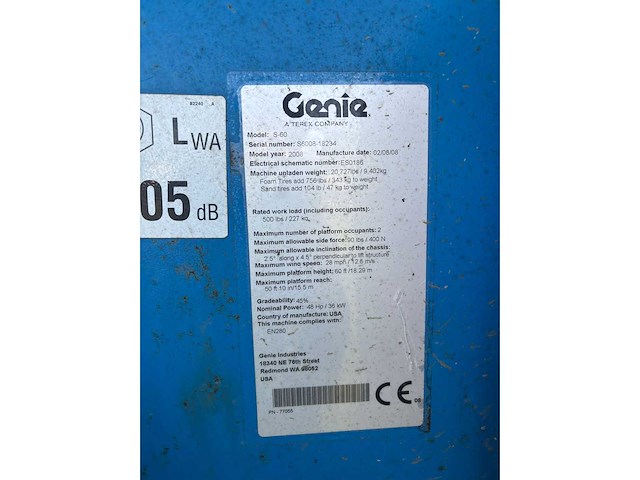 82280 A
LWA
05 dB
Genie
A TEREX COMPANY
Model: S-60
Serial number: S6008-18234
Model year: 2008 Manufacture date: 02/08/08
Electrical schematic number: ES0186
Machine unladen weight: 20,727lbs / 9,402kg
Foam Tires add 756 lbs / 343 kg to weight
Sand tires add 104 lb / 47 kg to weight
Rated work load (including occupants):
500 lbs / 227 kg
Maximum number of platform occupants: 2
Maximum allowable side force: 90 lbs / 400 N
Maximum allowable inclination of the chassis:
2.5° along x 4.5° perpendicular to lift structure
Maximum wind speed: 28 mph / 12.5 m/s
Maximum platform height: 60 ft / 18.29 m
Maximum platform reach:
50 ft.10 in/15.5 m
Gradeability: 45%
Nominal Power: 48 Hp / 36 kW
Country of manufacture: USA
This machine complies with:
EN280
Genie Industries
18340 NE 76th Street
Redmond WA 98052
USA
CE
PN - 77055